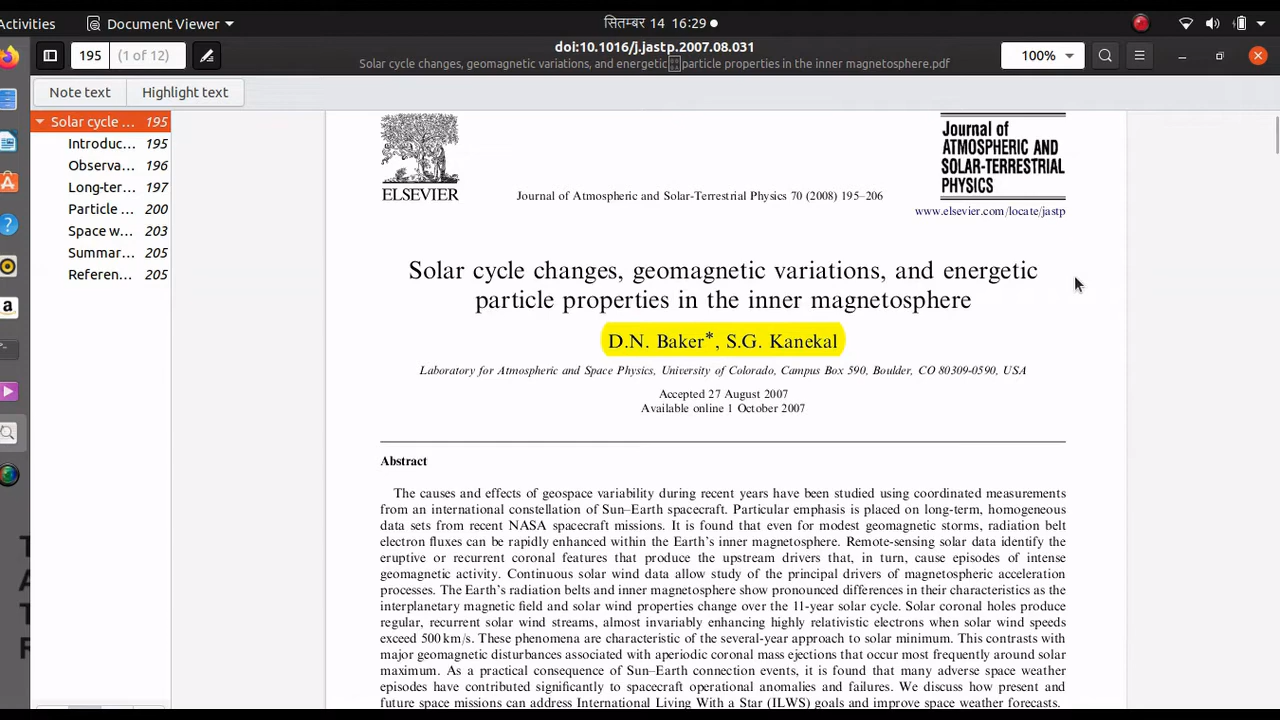 ctivities
Document Viewer
सितम्बर 14 16:29
195
(1 of 12)
doi:10.1016/j.jastp.2007.08.031
Solar cycle changes, geomagnetic variations, and energetic particle properties in the inner magnetosphere.pdf
100%
Note text
Highlight text
Solar cycle ... 195
Introduc... 195
Observa... 196
Long-ter... 197
Particle ... 200
Space w... 203
Summar... 205
Referen... 205
ELSEVIER
Journal of Atmospheric and Solar-Terrestrial Physics 70 (2008) 195–206
Journal of
ATMOSPHERIC AND
SOLAR-TERRESTRIAL
PHYSICS
www.elsevier.com/locate/jastp
Solar cycle changes, geomagnetic variations, and energetic
particle properties in the inner magnetosphere
D.N. Baker*, S.G. Kanekal
Laboratory for Atmospheric and Space Physics, University of Colorado, Campus Box 590, Boulder, CO 80309-0590, USA
Accepted 27 August 2007
Available online 1 October 2007
Abstract
The causes and effects of geospace variability during recent years have been studied using coordinated measurements
from an international constellation of Sun–Earth spacecraft. Particular emphasis is placed on long-term, homogeneous
data sets from recent NASA spacecraft missions. It is found that even for modest geomagnetic storms, radiation belt
electron fluxes can be rapidly enhanced within the Earth's inner magnetosphere. Remote-sensing solar data identify the
eruptive or recurrent coronal features that produce the upstream drivers that, in turn, cause episodes of intense
geomagnetic activity. Continuous solar wind data allow study of the principal drivers of magnetospheric acceleration
processes. The Earth's radiation belts and inner magnetosphere show pronounced differences in their characteristics as the
interplanetary magnetic field and solar wind properties change over the 11-year solar cycle. Solar coronal holes produce
regular, recurrent solar wind streams, almost invariably enhancing highly relativistic electrons when solar wind speeds
exceed 500 km/s. These phenomena are characteristic of the several-year approach to solar minimum. This contrasts with
major geomagnetic disturbances associated with aperiodic coronal mass ejections that occur most frequently around solar
maximum. As a practical consequence of Sun–Earth connection events, it is found that many adverse space weather
episodes have contributed significantly to spacecraft operational anomalies and failures. We discuss how present and
future space missions can address International Living With a Star (ILWS) goals and improve space weather forecasts.